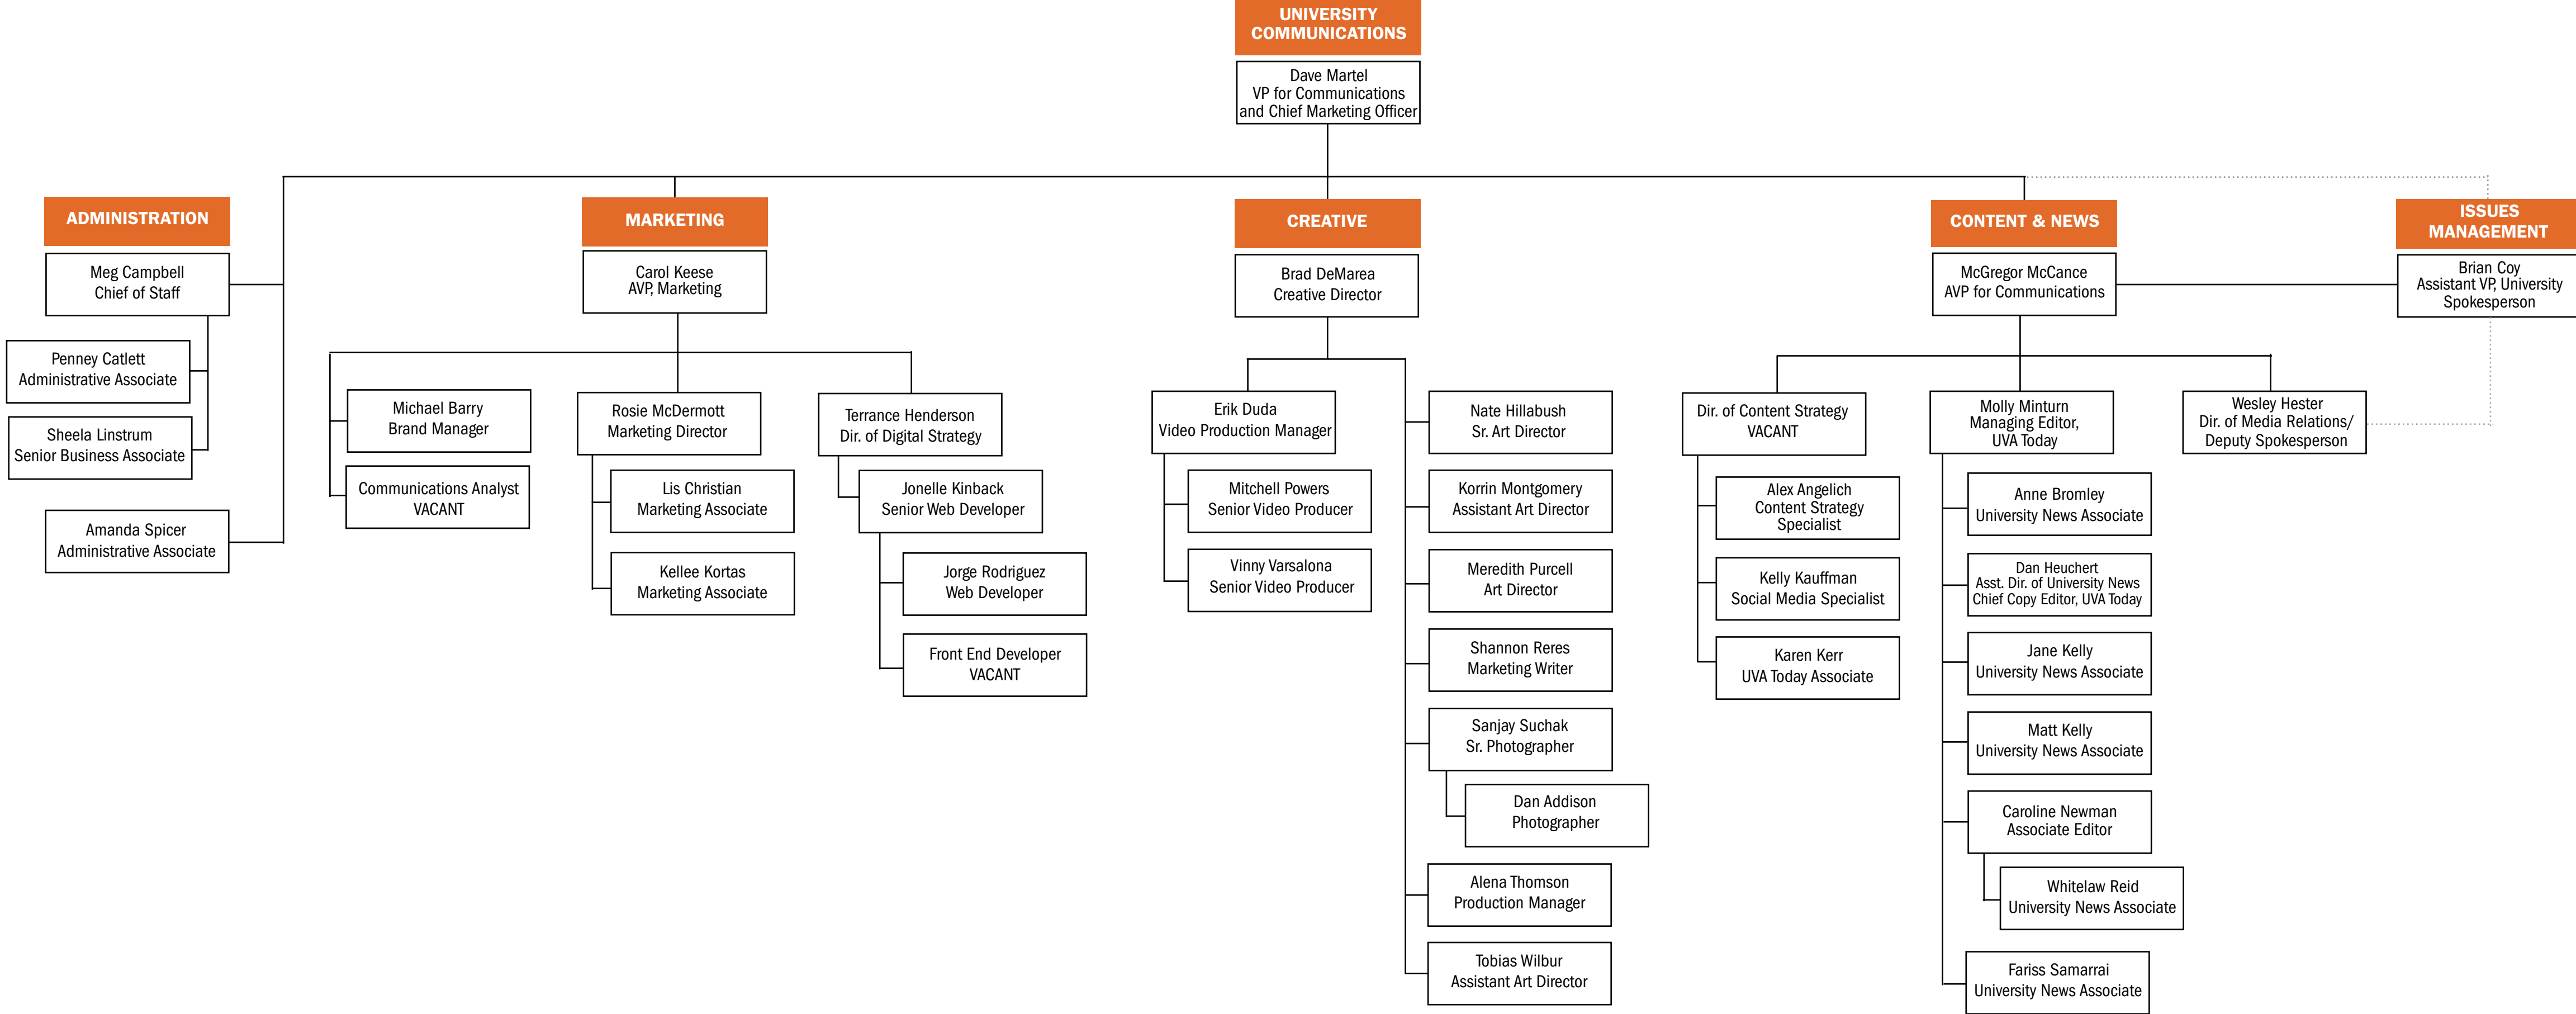 UNIVERSITY
COMMUNICATIONS
Dave Martel
VP for Communications
and Chief Marketing Officer
ADMINISTRATION
Meg Campbell
Chief of Staff
Penney Catlett
Administrative Associate
Sheela Linstrum
Senior Business Associate
Amanda Spicer
Administrative Associate
MARKETING
Carol Keese
AVP, Marketing
Michael Barry
Brand Manager
Communications Analyst
VACANT
Rosie McDermott
Marketing Director
Lis Christian
Marketing Associate
Kellee Kortas
Marketing Associate
Terrance Henderson
Dir. of Digital Strategy
Jonelle Kinback
Senior Web Developer
Jorge Rodriguez
Web Developer
Front End Developer
VACANT
CREATIVE
Brad DeMarea
Creative Director
Erik Duda
Video Production Manager
Mitchell Powers
Senior Video Producer
Vinny Varsalona
Senior Video Producer
Nate Hillabush
Sr. Art Director
Korrin Montgomery
Assistant Art Director
Meredith Purcell
Art Director
Shannon Reres
Marketing Writer
Sanjay Suchak
Sr. Photographer
Dan Addison
Photographer
Alena Thomson
Production Manager
Tobias Wilbur
Assistant Art Director
CONTENT & NEWS
McGregor McCance
AVP for Communications
Dir. of Content Strategy
VACANT
Alex Angelich
Content Strategy
Specialist
Kelly Kauffman
Social Media Specialist
Karen Kerr
UVA Today Associate
Molly Minturn
Managing Editor,
UVA Today
Anne Bromley
University News Associate
Dan Heuchert
Asst. Dir. of University News
Chief Copy Editor, UVA Today
Jane Kelly
University News Associate
Matt Kelly
University News Associate
Caroline Newman
Associate Editor
Whitelaw Reid
University News Associate
Fariss Samarrai
University News Associate
Wesley Hester
Dir. of Media Relations/
Deputy Spokesperson
ISSUES
MANAGEMENT
Brian Coy
Assistant VP, University
Spokesperson